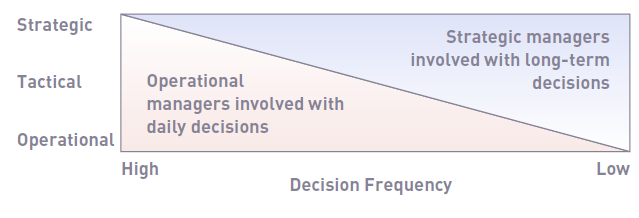 Strategic
Strategic managers
involved with long-term
decisions
Tactical
Operational
managers involved with
daily decisions
Operational
High
Low
Decision Frequency